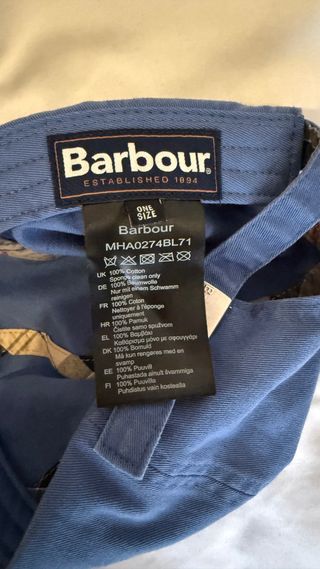 Barbour®
ESTABLISHED 1894
ONE
SIZE
Barbour
MHA0274BL71
UK 100% Cotton
Sponge clean only
DE 100% Baumwolle
Nur mit einem Schwamm
reinigen
FR 100% Coton
Nettoyer à l'éponge
uniquement
HR 100% Pamuk
Čistite samo spužvom
EL 100% Βαμβάκι
Καθάρισμα μόνο με σφουγγάρι
DK 100% Bomuld
Må kun rengøres med en
svamp
EE 100% Puuvill
Puhastada ainult švammiga
FI 100% Puuvilla
Puhdistus vain kostealla